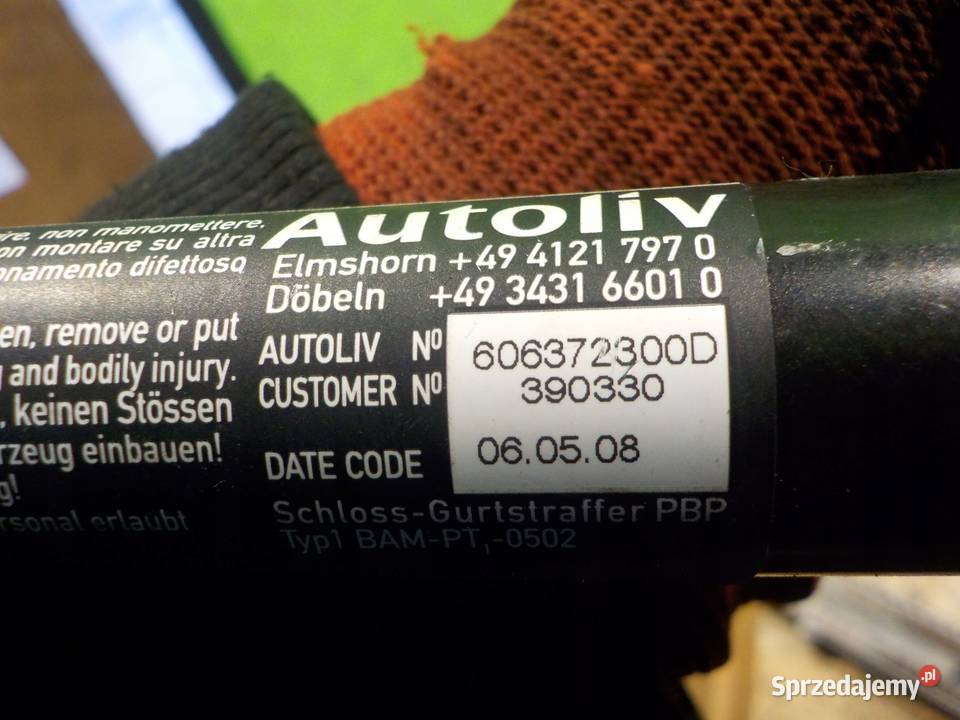 ire, non manomettere.
on montare su altra
onamento difettoso
en, remove or put
g and bodily injury.
, keinen Stössen
rzeug einbauen!
g!
ersonal erlaubt
Autoliv
Elmshorn +49 4121 797 0
Döbeln +49 3431 6601 0
AUTOLIV Nº 606372300D
CUSTOMER Nº 390330
DATE CODE 06.05.08
Schloss-Gurtstraffer PBP
Typ1 BAM-PT,-0502
Sprzedajemy.pl